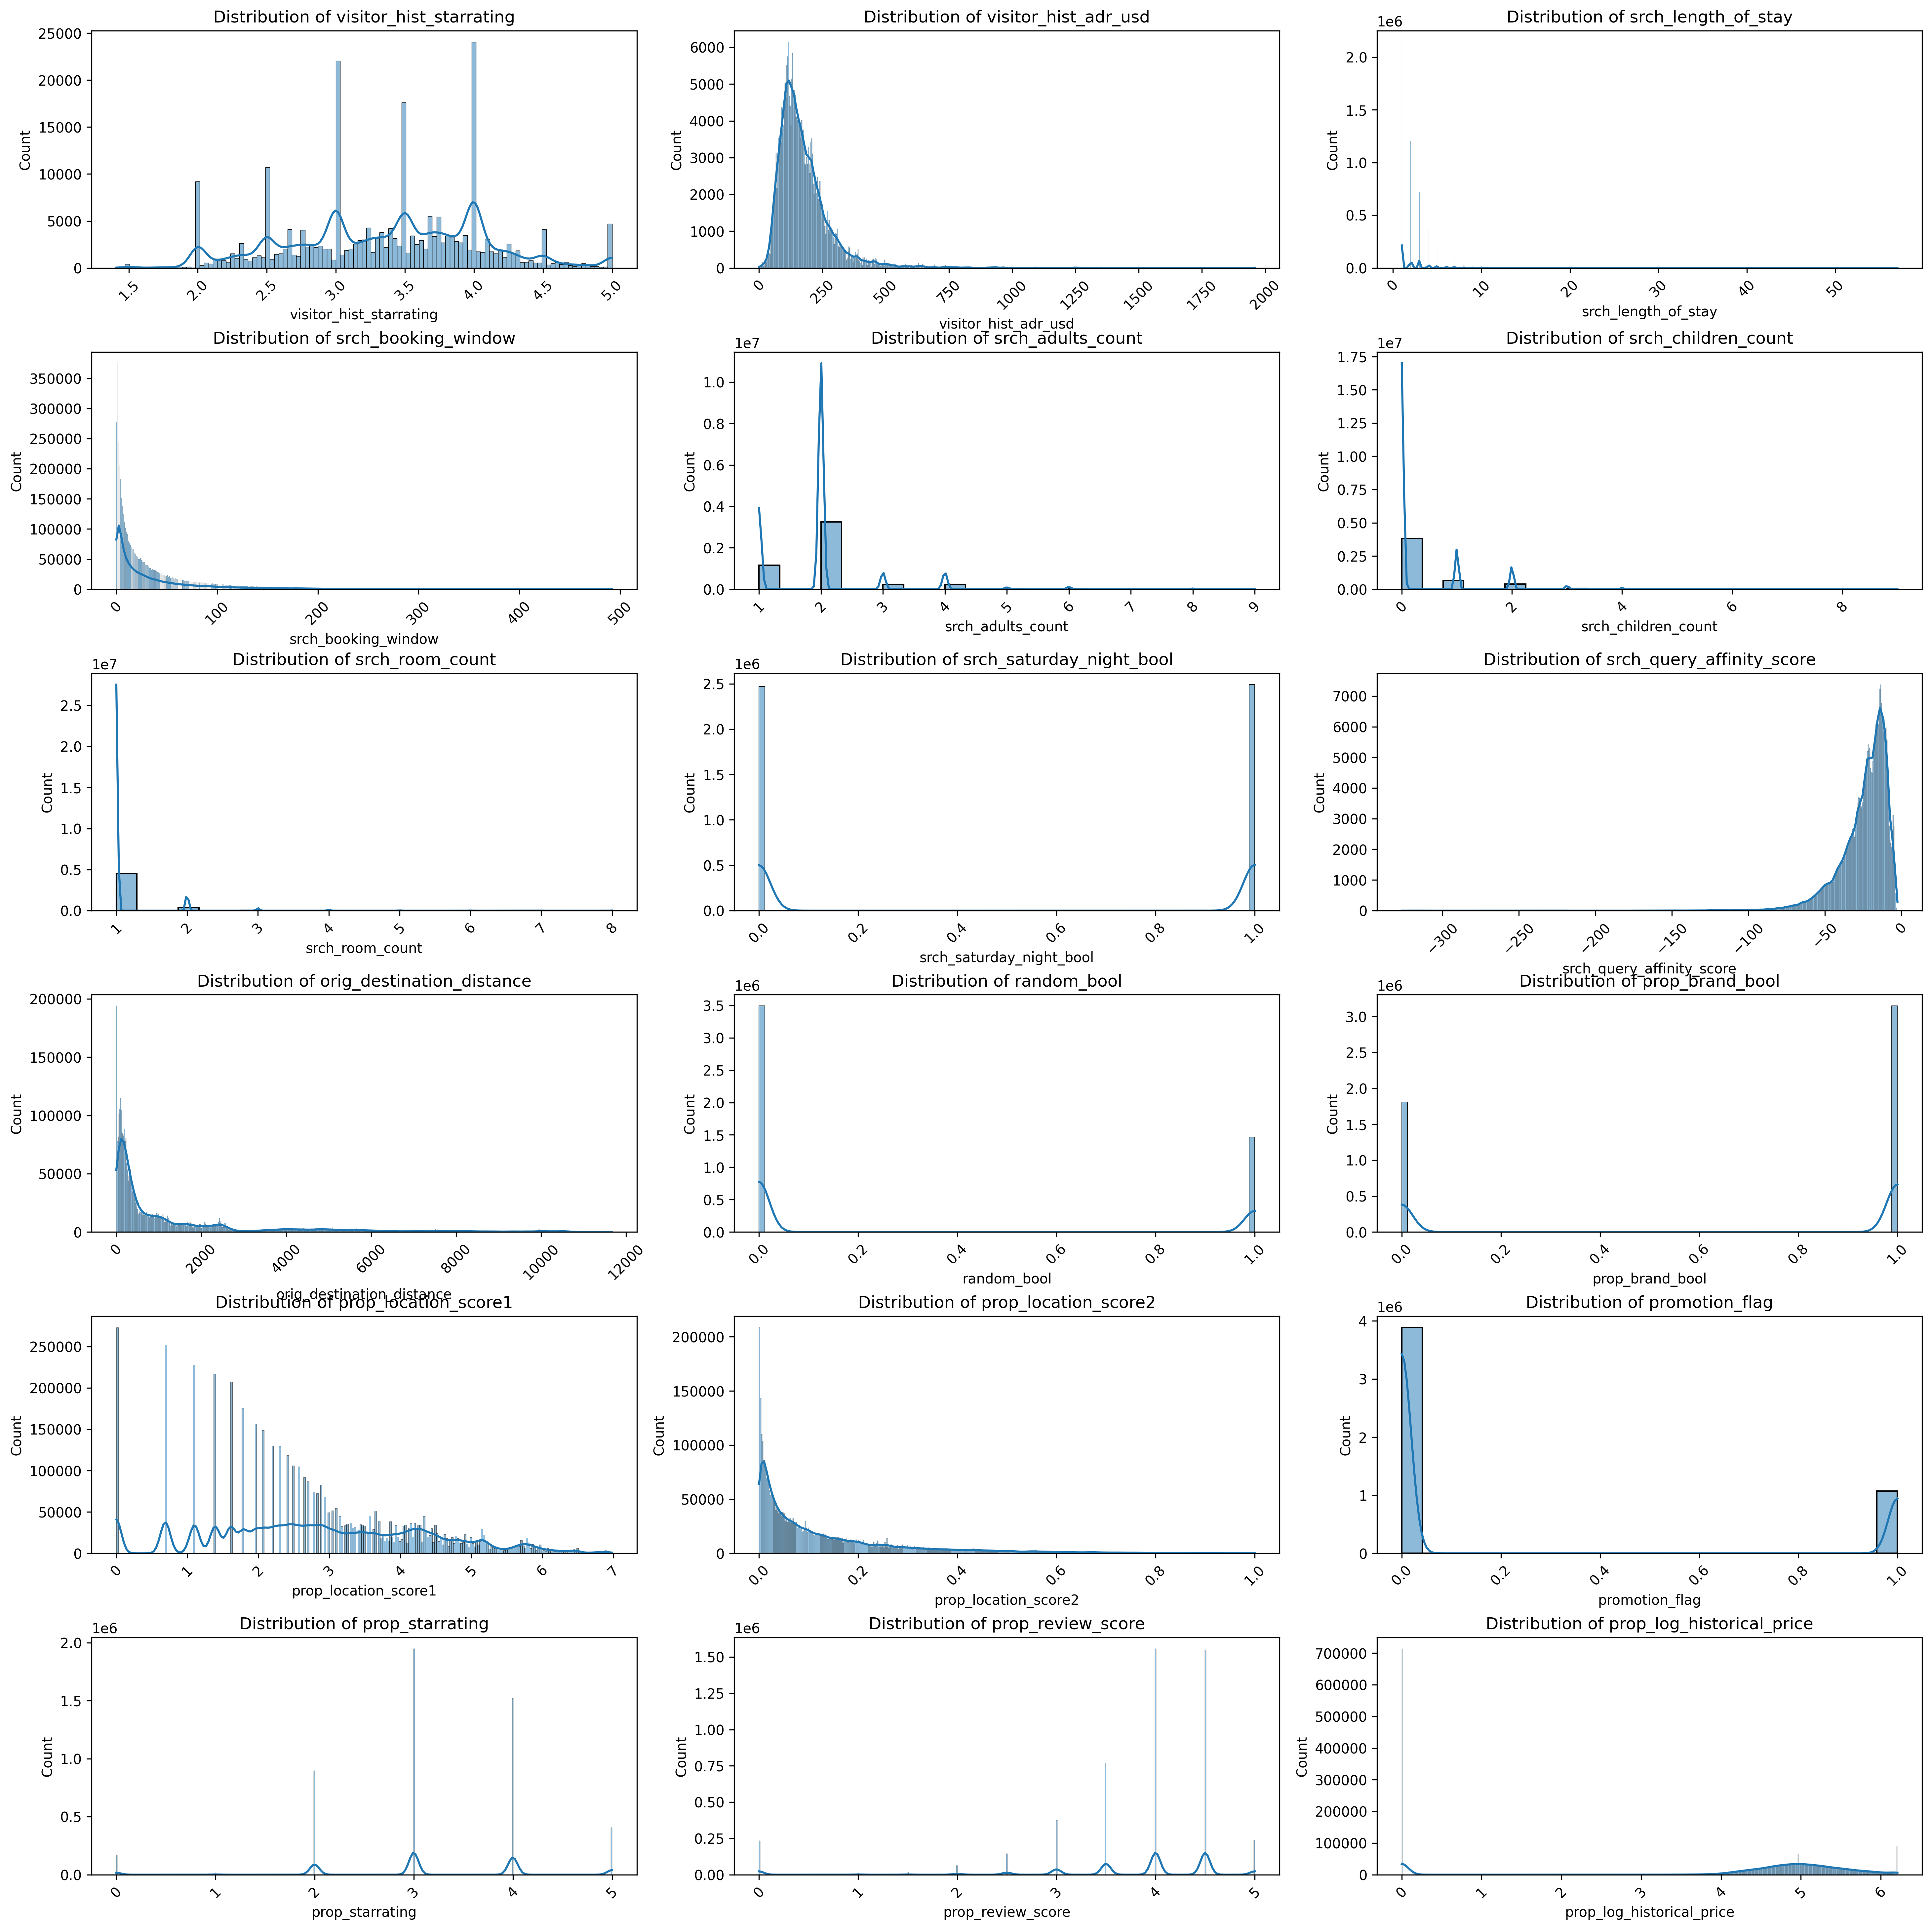 Distribution of visitor_hist_starrating
25000
20000
15000
10000
5000
0
Count
1.5 2.0 2.5 3.0 3.5 4.0 4.5 5.0
visitor_hist_starrating
Distribution of visitor_hist_adr_usd
6000
5000
4000
3000
2000
1000
0
Count
0 250 500 750 1000 1250 1500 1750 2000
visitor_hist_adr_usd
Distribution of srch_length_of_stay
1e6
2.0
1.5
1.0
0.5
0.0
Count
0 10 20 30 40 50
srch_length_of_stay
Distribution of srch_booking_window
350000
300000
250000
200000
150000
100000
50000
0
Count
0 100 200 300 400 500
srch_booking_window
Distribution of srch_adults_count
1e7
1.0
0.8
0.6
0.4
0.2
0.0
Count
1 2 3 4 5 6 7 8 9
srch_adults_count
Distribution of srch_children_count
1e7
1.75
1.50
1.25
1.00
0.75
0.50
0.25
0.00
Count
0 2 4 6 8
srch_children_count
Distribution of srch_room_count
1e7
2.5
2.0
1.5
1.0
0.5
0.0
Count
1 2 3 4 5 6 7 8
srch_room_count
Distribution of srch_saturday_night_bool
1e6
2.5
2.0
1.5
1.0
0.5
0.0
Count
0.0 0.2 0.4 0.6 0.8 1.0
srch_saturday_night_bool
Distribution of srch_query_affinity_score
7000
6000
5000
4000
3000
2000
1000
0
Count
−300 −250 −200 −150 −100 −50 0
srch_query_affinity_score
Distribution of orig_destination_distance
200000
150000
100000
50000
0
Count
0 2000 4000 6000 8000 10000 12000
orig_destination_distance
Distribution of random_bool
1e6
3.5
3.0
2.5
2.0
1.5
1.0
0.5
0.0
Count
0.0 0.2 0.4 0.6 0.8 1.0
random_bool
Distribution of prop_brand_bool
1e6
3.0
2.5
2.0
1.5
1.0
0.5
0.0
Count
0.0 0.2 0.4 0.6 0.8 1.0
prop_brand_bool
Distribution of prop_location_score1
250000
200000
150000
100000
50000
0
Count
0 1 2 3 4 5 6 7
prop_location_score1
Distribution of prop_location_score2
200000
150000
100000
50000
0
Count
0.0 0.2 0.4 0.6 0.8 1.0
prop_location_score2
Distribution of promotion_flag
1e6
4
3
2
1
0
Count
0.0 0.2 0.4 0.6 0.8 1.0
promotion_flag
Distribution of prop_starrating
1e6
2.0
1.5
1.0
0.5
0.0
Count
0 1 2 3 4 5
prop_starrating
Distribution of prop_review_score
1e6
1.50
1.25
1.00
0.75
0.50
0.25
0.00
Count
0 1 2 3 4 5
prop_review_score
Distribution of prop_log_historical_price
700000
600000
500000
400000
300000
200000
100000
0
Count
0 1 2 3 4 5 6
prop_log_historical_price